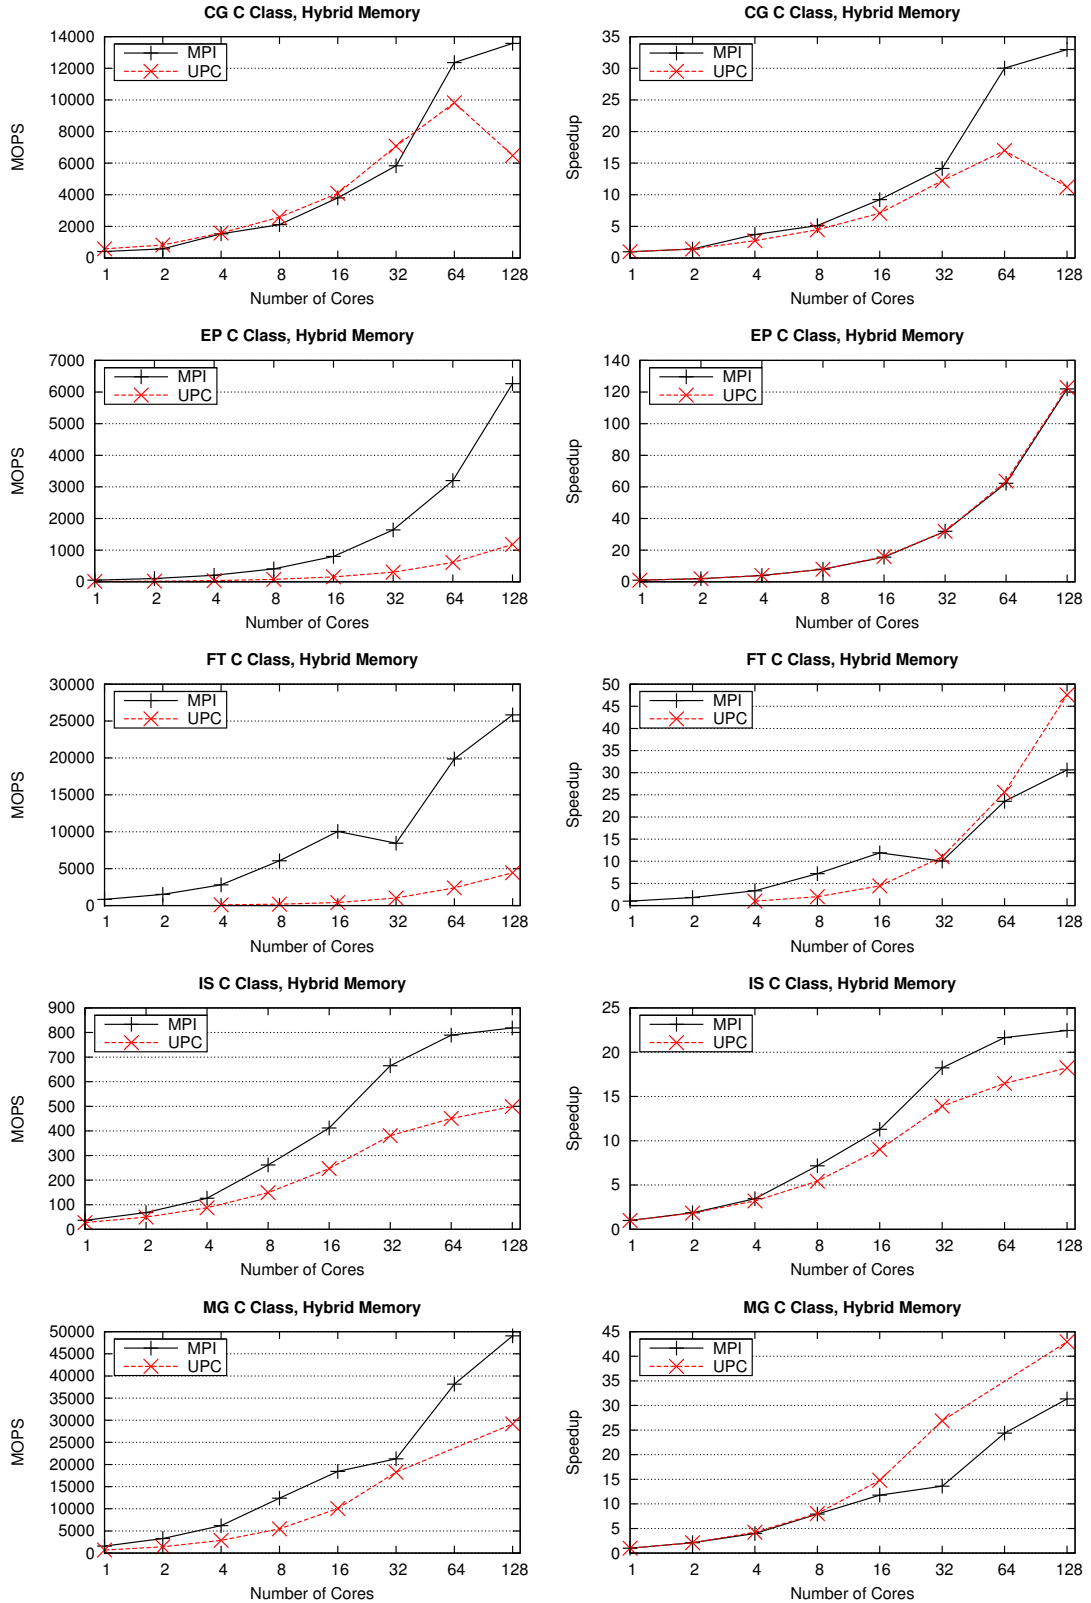 CG C Class, Hybrid Memory
14000
12000
10000
8000
6000
4000
2000
0
MOPS
MPI
UPC
1 2 4 8 16 32 64 128
Number of Cores
CG C Class, Hybrid Memory
35
30
25
20
15
10
5
0
Speedup
MPI
UPC
1 2 4 8 16 32 64 128
Number of Cores
EP C Class, Hybrid Memory
7000
6000
5000
4000
3000
2000
1000
0
MOPS
MPI
UPC
1 2 4 8 16 32 64 128
Number of Cores
EP C Class, Hybrid Memory
140
120
100
80
60
40
20
0
Speedup
MPI
UPC
1 2 4 8 16 32 64 128
Number of Cores
FT C Class, Hybrid Memory
30000
25000
20000
15000
10000
5000
0
MOPS
MPI
UPC
1 2 4 8 16 32 64 128
Number of Cores
FT C Class, Hybrid Memory
50
45
40
35
30
25
20
15
10
5
0
Speedup
MPI
UPC
1 2 4 8 16 32 64 128
Number of Cores
IS C Class, Hybrid Memory
900
800
700
600
500
400
300
200
100
0
MOPS
MPI
UPC
1 2 4 8 16 32 64 128
Number of Cores
IS C Class, Hybrid Memory
25
20
15
10
5
0
Speedup
MPI
UPC
1 2 4 8 16 32 64 128
Number of Cores
MG C Class, Hybrid Memory
50000
45000
40000
35000
30000
25000
20000
15000
10000
5000
0
MOPS
MPI
UPC
1 2 4 8 16 32 64 128
Number of Cores
MG C Class, Hybrid Memory
45
40
35
30
25
20
15
10
5
0
Speedup
MPI
UPC
1 2 4 8 16 32 64 128
Number of Cores